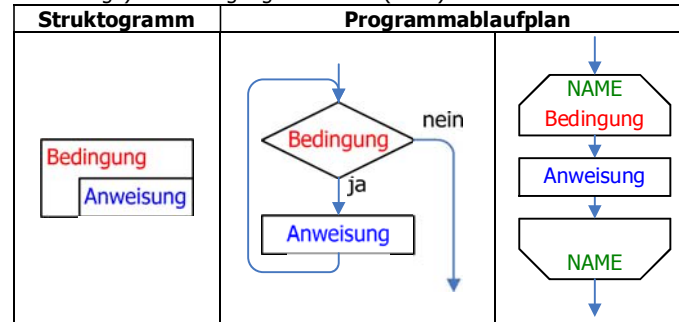 Struktogramm
Programmablaufplan
Bedingung
Anweisung
Bedingung
nein
ja
Anweisung
NAME
Bedingung
Anweisung
NAME